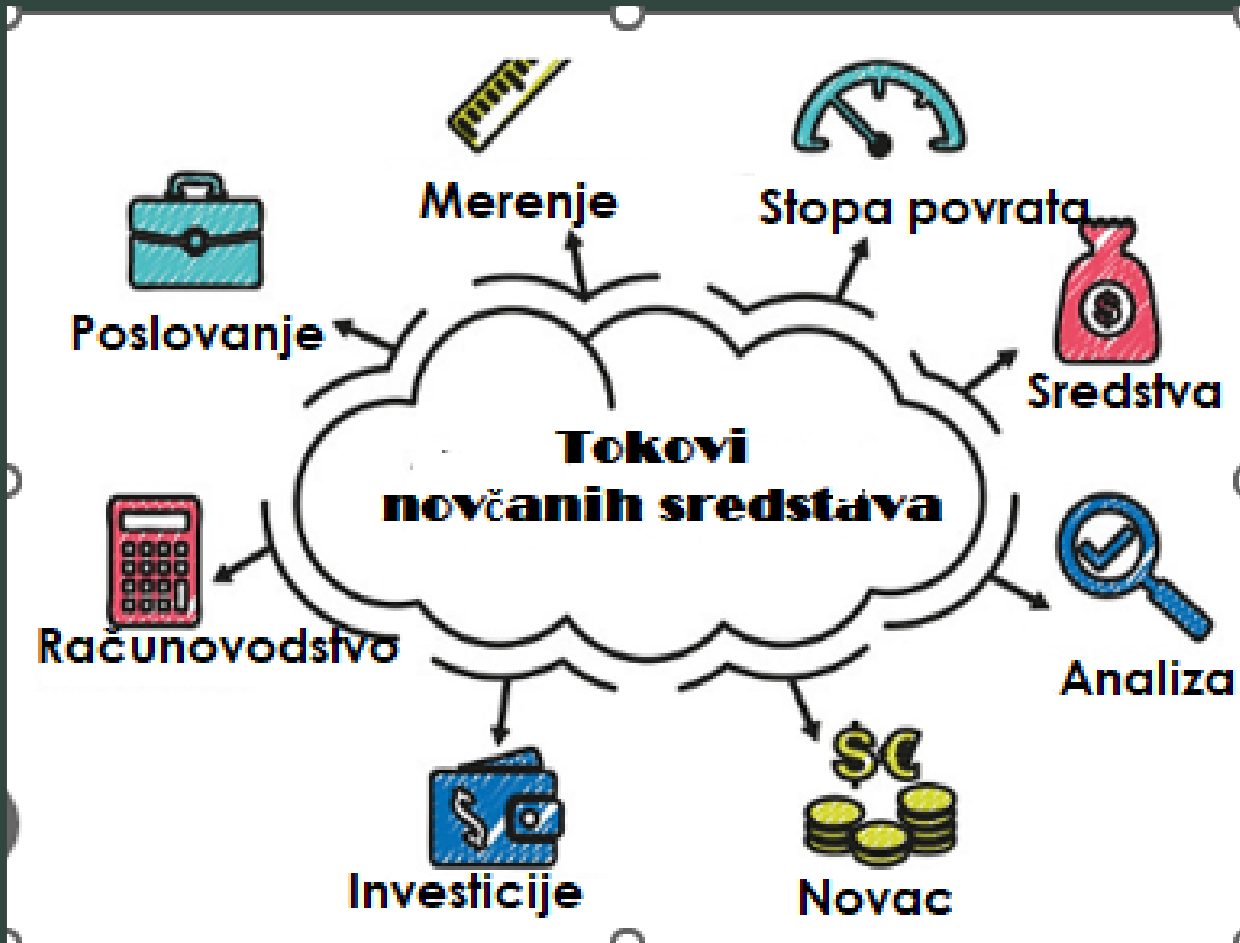 Merenje
Stopa povrata
Poslovanje
Sredstva
Tokovi
novčanih sredstava
Računovodstvo
Analiza
Investicije
Novac